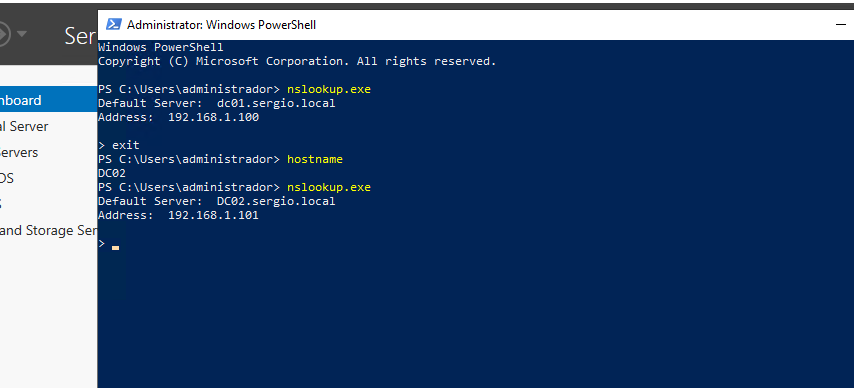 Administrator: Windows PowerShell
Ser
Windows PowerShell
Copyright (C) Microsoft Corporation. All rights reserved.
PS C:\Users\administrador> nslookup.exe
Default Server:  dc01.sergio.local
Address:  192.168.1.100
> exit
PS C:\Users\administrador> hostname
DC02
PS C:\Users\administrador> nslookup.exe
Default Server:  DC02.sergio.local
Address:  192.168.1.101
>
nboard
al Server
Servers
DS
and Storage Ser